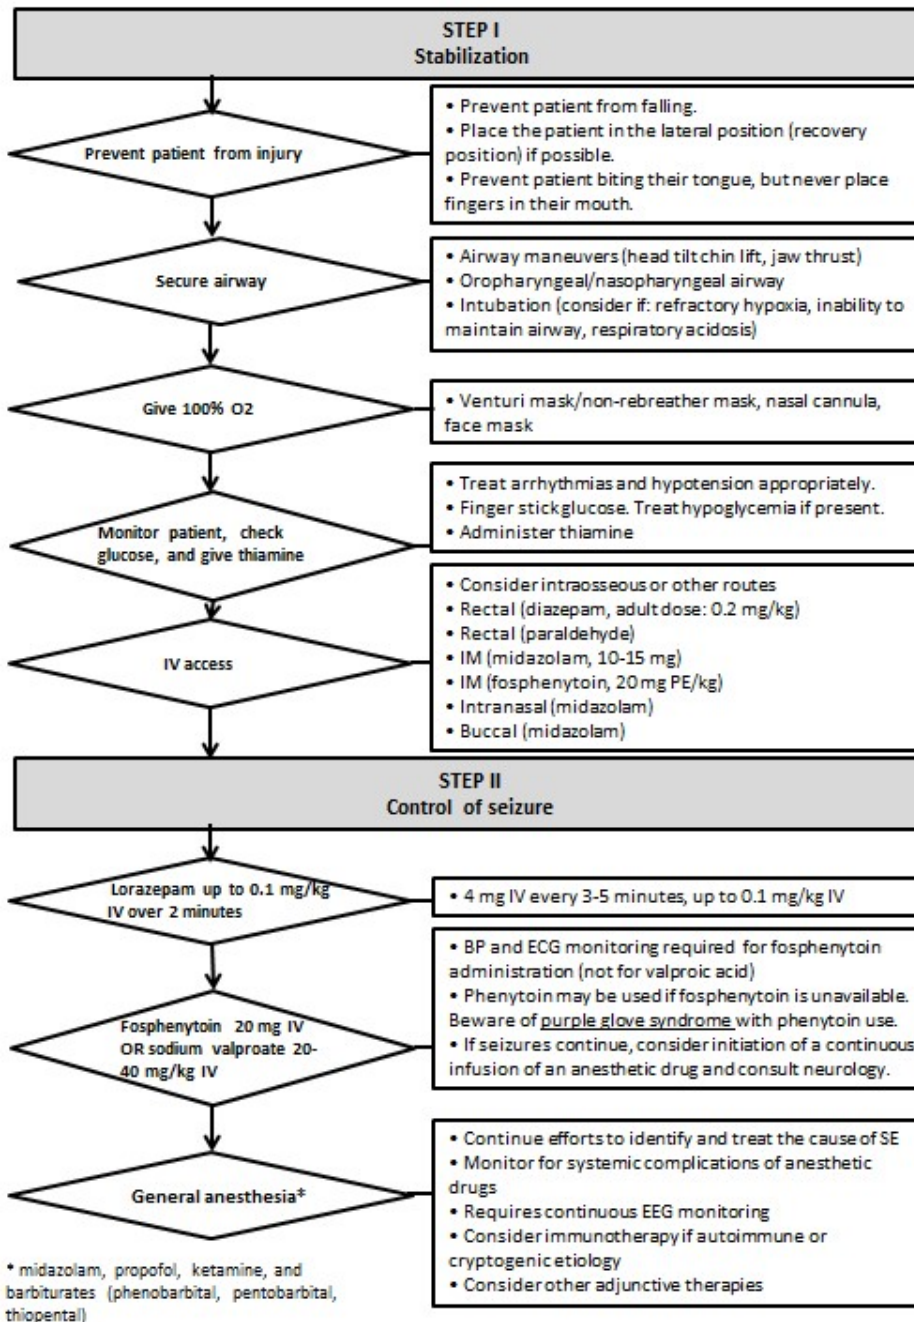 STEP I
Stabilization
Prevent patient from injury
• Prevent patient from falling.
• Place the patient in the lateral position (recovery
position) if possible.
• Prevent patient biting their tongue, but never place
fingers in their mouth.
Secure airway
• Airway maneuvers (head tilt chin lift, jaw thrust)
• Oropharyngeal/nasopharyngeal airway
• Intubation (consider if: refractory hypoxia, inability to
maintain airway, respiratory acidosis)
Give 100% O2
• Venturi mask/non-rebreather mask, nasal cannula,
face mask
Monitor patient, check
glucose, and give thiamine
• Treat arrhythmias and hypotension appropriately.
• Finger stick glucose. Treat hypoglycemia if present.
• Administer thiamine
IV access
• Consider intraosseous or other routes
• Rectal (diazepam, adult dose: 0.2 mg/kg)
• Rectal (paraldehyde)
• IM (midazolam, 10-15 mg)
• IM (fosphenytoin, 20 mg PE/kg)
• Intranasal (midazolam)
• Buccal (midazolam)
STEP II
Control of seizure
Lorazepam up to 0.1 mg/kg
IV over 2 minutes
• 4 mg IV every 3-5 minutes, up to 0.1 mg/kg IV
Fosphenytoin 20 mg IV
OR sodium valproate 20-
40 mg/kg IV
• BP and ECG monitoring required for fosphenytoin
administration (not for valproic acid)
• Phenytoin may be used if fosphenytoin is unavailable.
Beware of purple glove syndrome with phenytoin use.
• If seizures continue, consider initiation of a continuous
infusion of an anesthetic drug and consult neurology.
General anesthesia*
• Continue efforts to identify and treat the cause of SE
• Monitor for systemic complications of anesthetic
drugs
• Requires continuous EEG monitoring
• Consider immunotherapy if autoimmune or
cryptogenic etiology
• Consider other adjunctive therapies
* midazolam, propofol, ketamine, and
barbiturates (phenobarbital, pentobarbital,
thiopental)